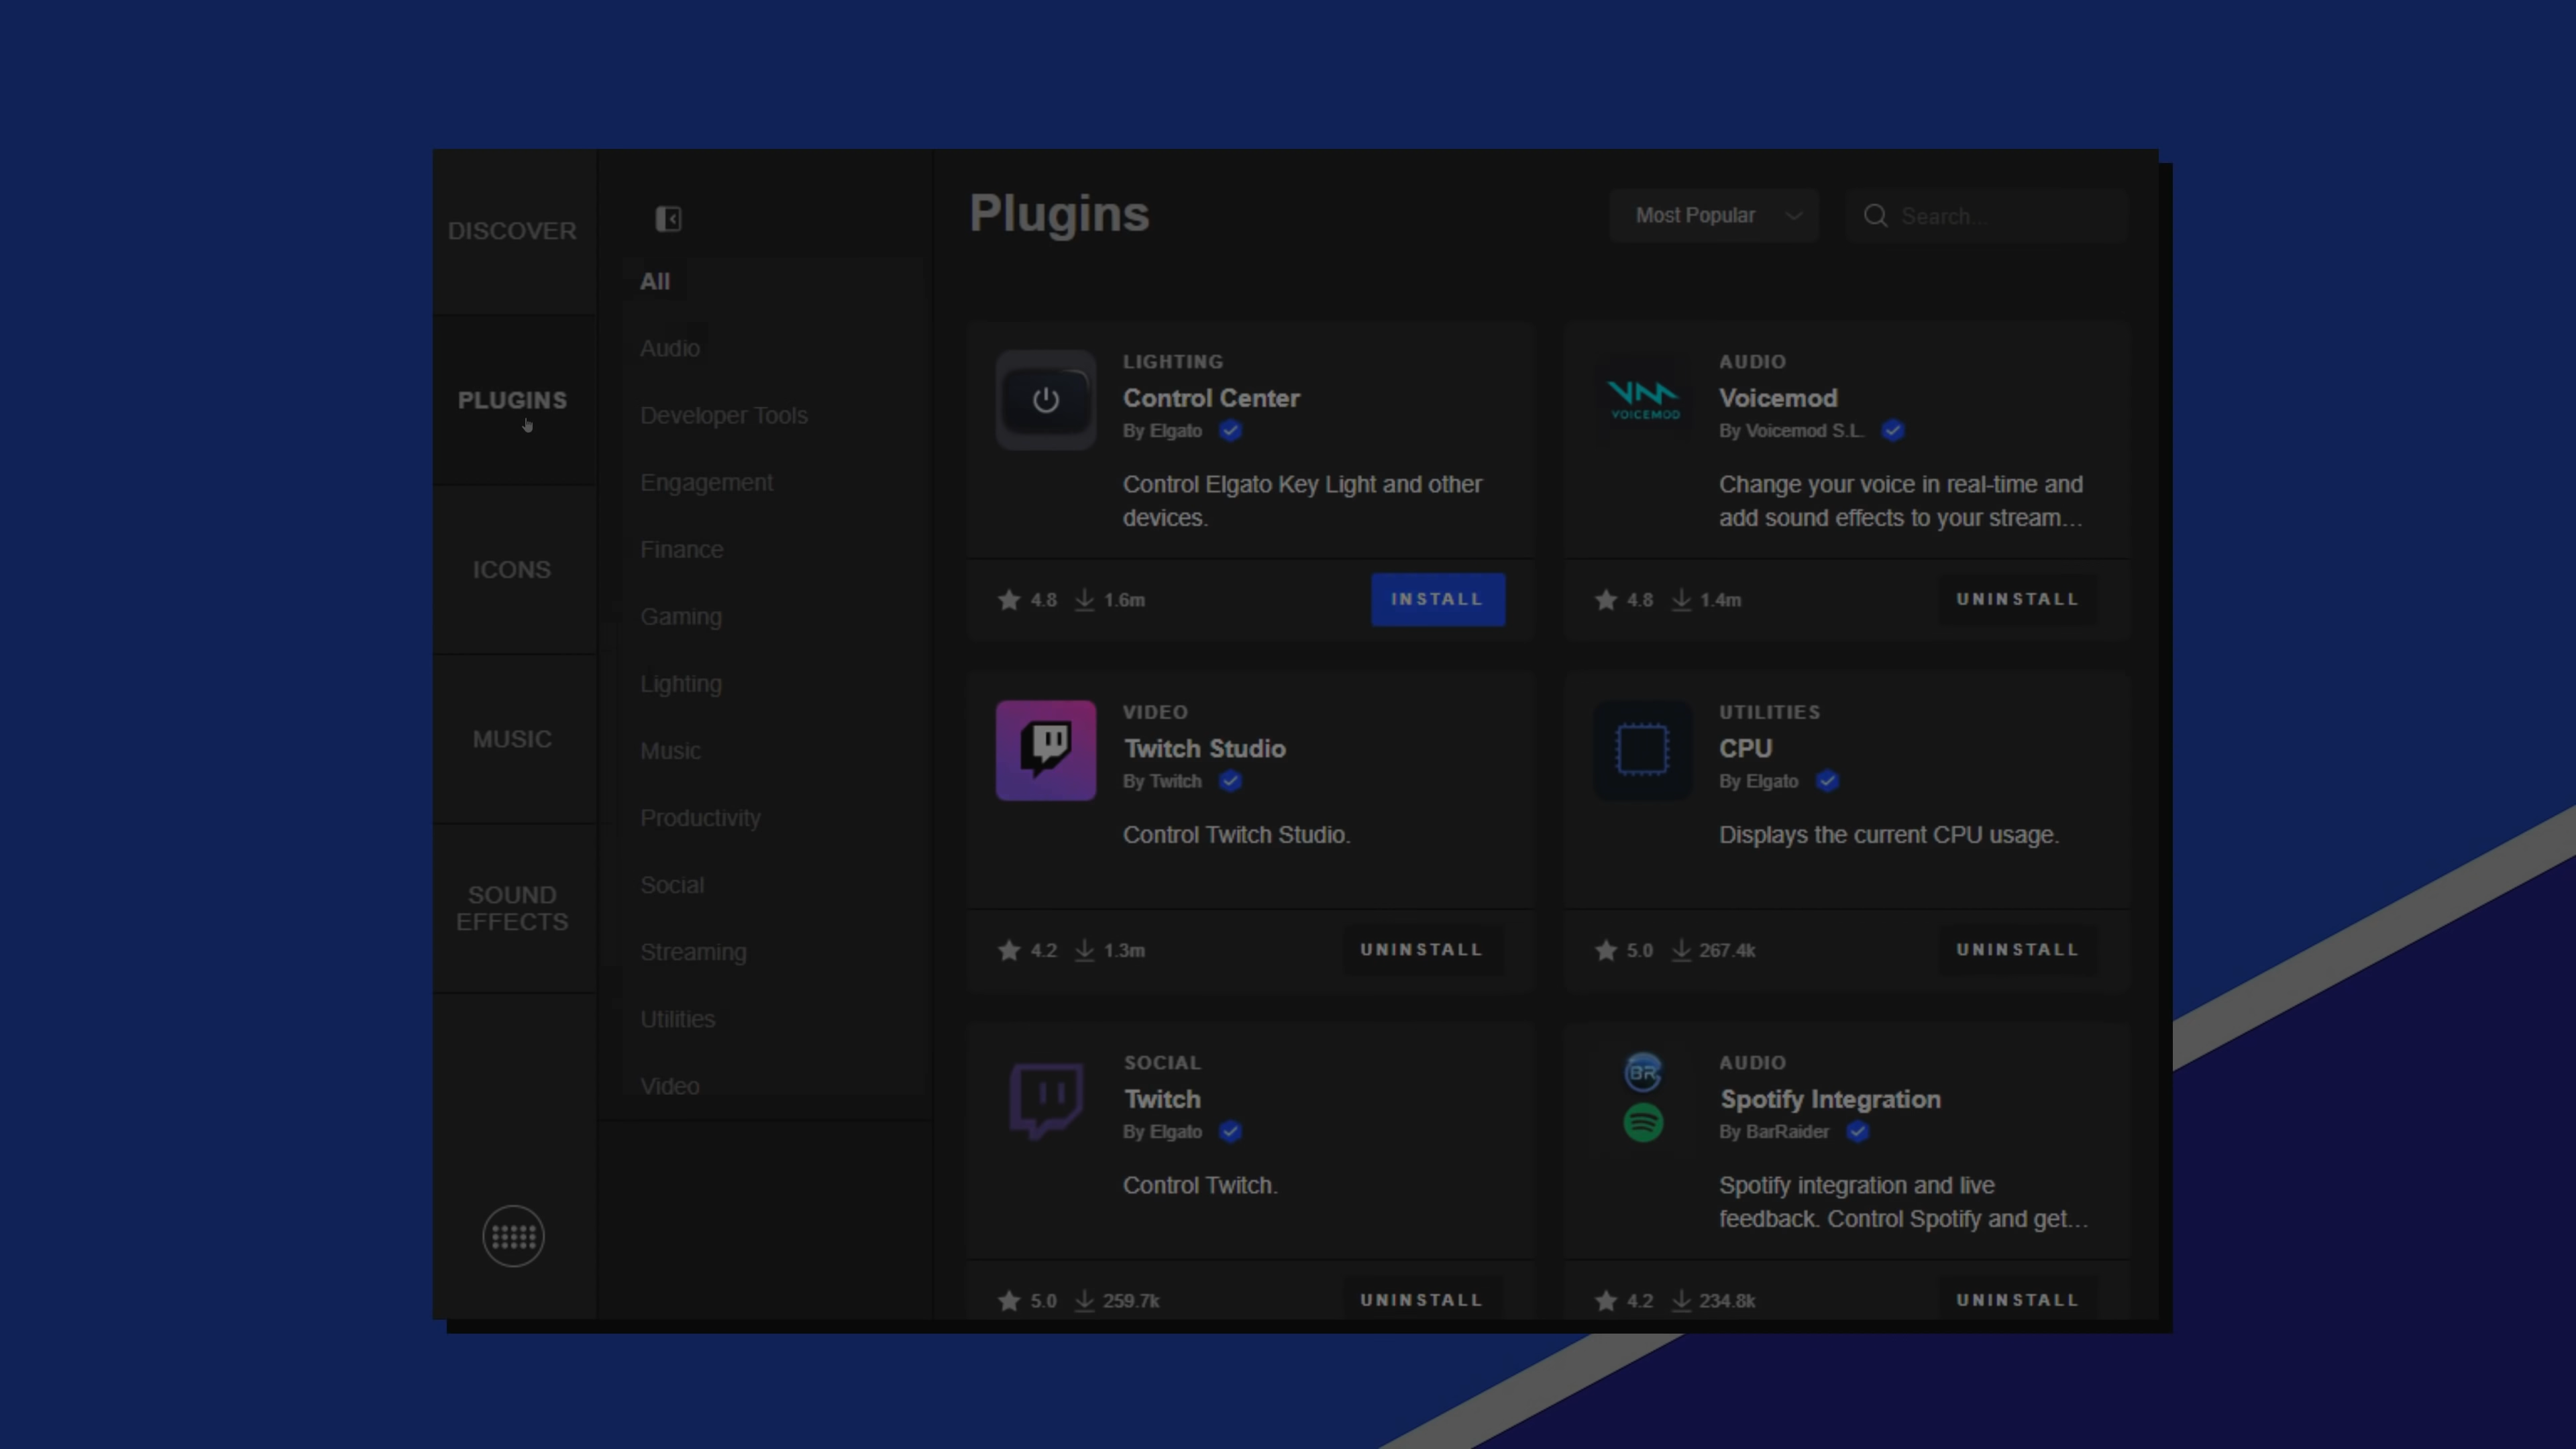 DISCOVER
PLUGINS
ICONS
MUSIC
SOUND
EFFECTS
All
Audio
Developer Tools
Engagement
Finance
Gaming
Lighting
Music
Productivity
Social
Streaming
Utilities
Video
Plugins
Most Popular
Search...
LIGHTING
Control Center
By Elgato
Control Elgato Key Light and other
devices.
4.8 1.6m
INSTALL
VOICEMOD
AUDIO
Voicemod
By Voicemod S.L.
Change your voice in real-time and
add sound effects to your stream...
4.8 1.4m
UNINSTALL
VIDEO
Twitch Studio
By Twitch
Control Twitch Studio.
4.2 1.3m
UNINSTALL
UTILITIES
CPU
By Elgato
Displays the current CPU usage.
5.0 267.4k
UNINSTALL
SOCIAL
Twitch
By Elgato
Control Twitch.
5.0 259.7k
UNINSTALL
BR
AUDIO
Spotify Integration
By BarRaider
Spotify integration and live
feedback. Control Spotify and get...
4.2 234.8k
UNINSTALL